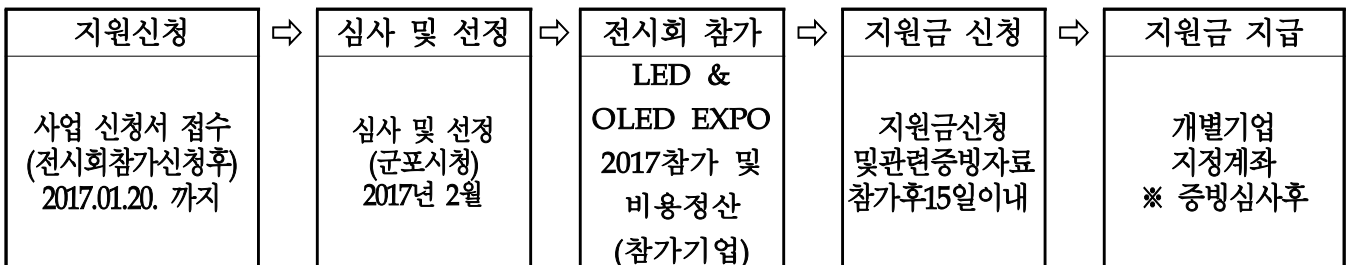 지원신청 ⇨ 심사 및 선정 ⇨ 전시회 참가 ⇨ 지원금 신청 ⇨ 지원금 지급
사업 신청서 접수
(전시회참가신청후)
2017.01.20. 까지
심사 및 선정
(군포시청)
2017년 2월
LED &
OLED EXPO
2017참가 및
비용정산
(참가기업)
지원금신청
및관련증빙자료
참가후15일이내
개별기업
지정계좌
※ 증빙심사후